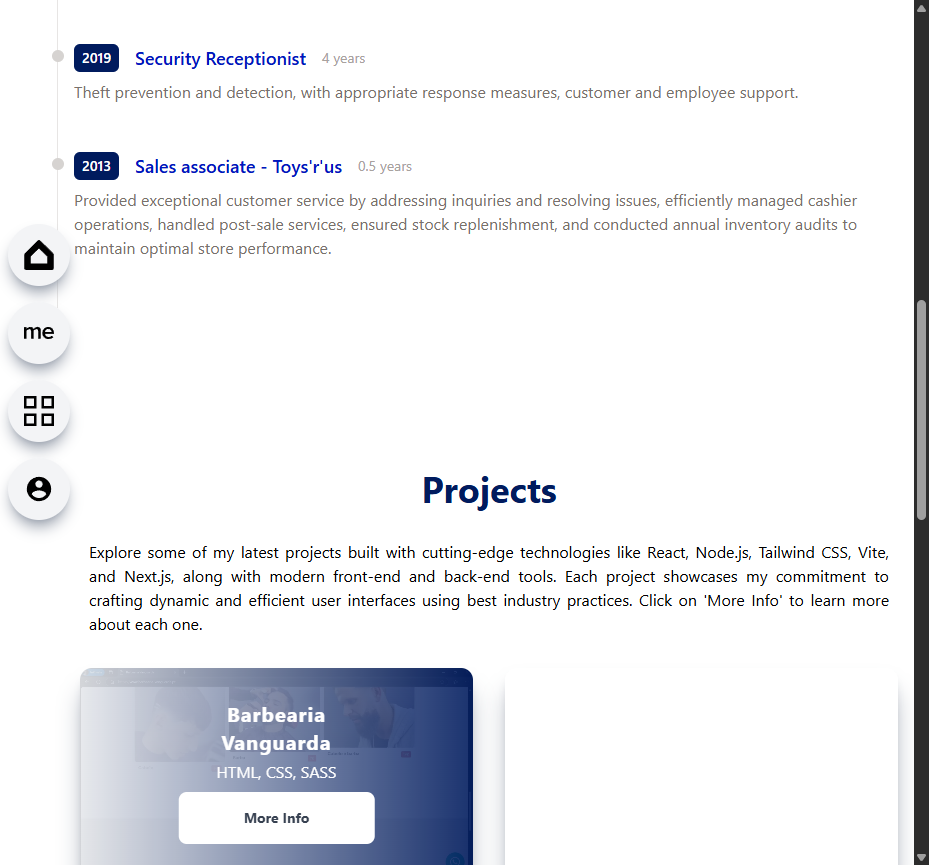 2019 Security Receptionist 4 years
Theft prevention and detection, with appropriate response measures, customer and employee support.
2013 Sales associate - Toys'r'us 0.5 years
Provided exceptional customer service by addressing inquiries and resolving issues, efficiently managed cashier
operations, handled post-sale services, ensured stock replenishment, and conducted annual inventory audits to
maintain optimal store performance.
me
Projects
Explore some of my latest projects built with cutting-edge technologies like React, Node.js, Tailwind CSS, Vite,
and Next.js, along with modern front-end and back-end tools. Each project showcases my commitment to
crafting dynamic and efficient user interfaces using best industry practices. Click on 'More Info' to learn more
about each one.
Barbearia
Vanguarda
HTML, CSS, SASS
More Info